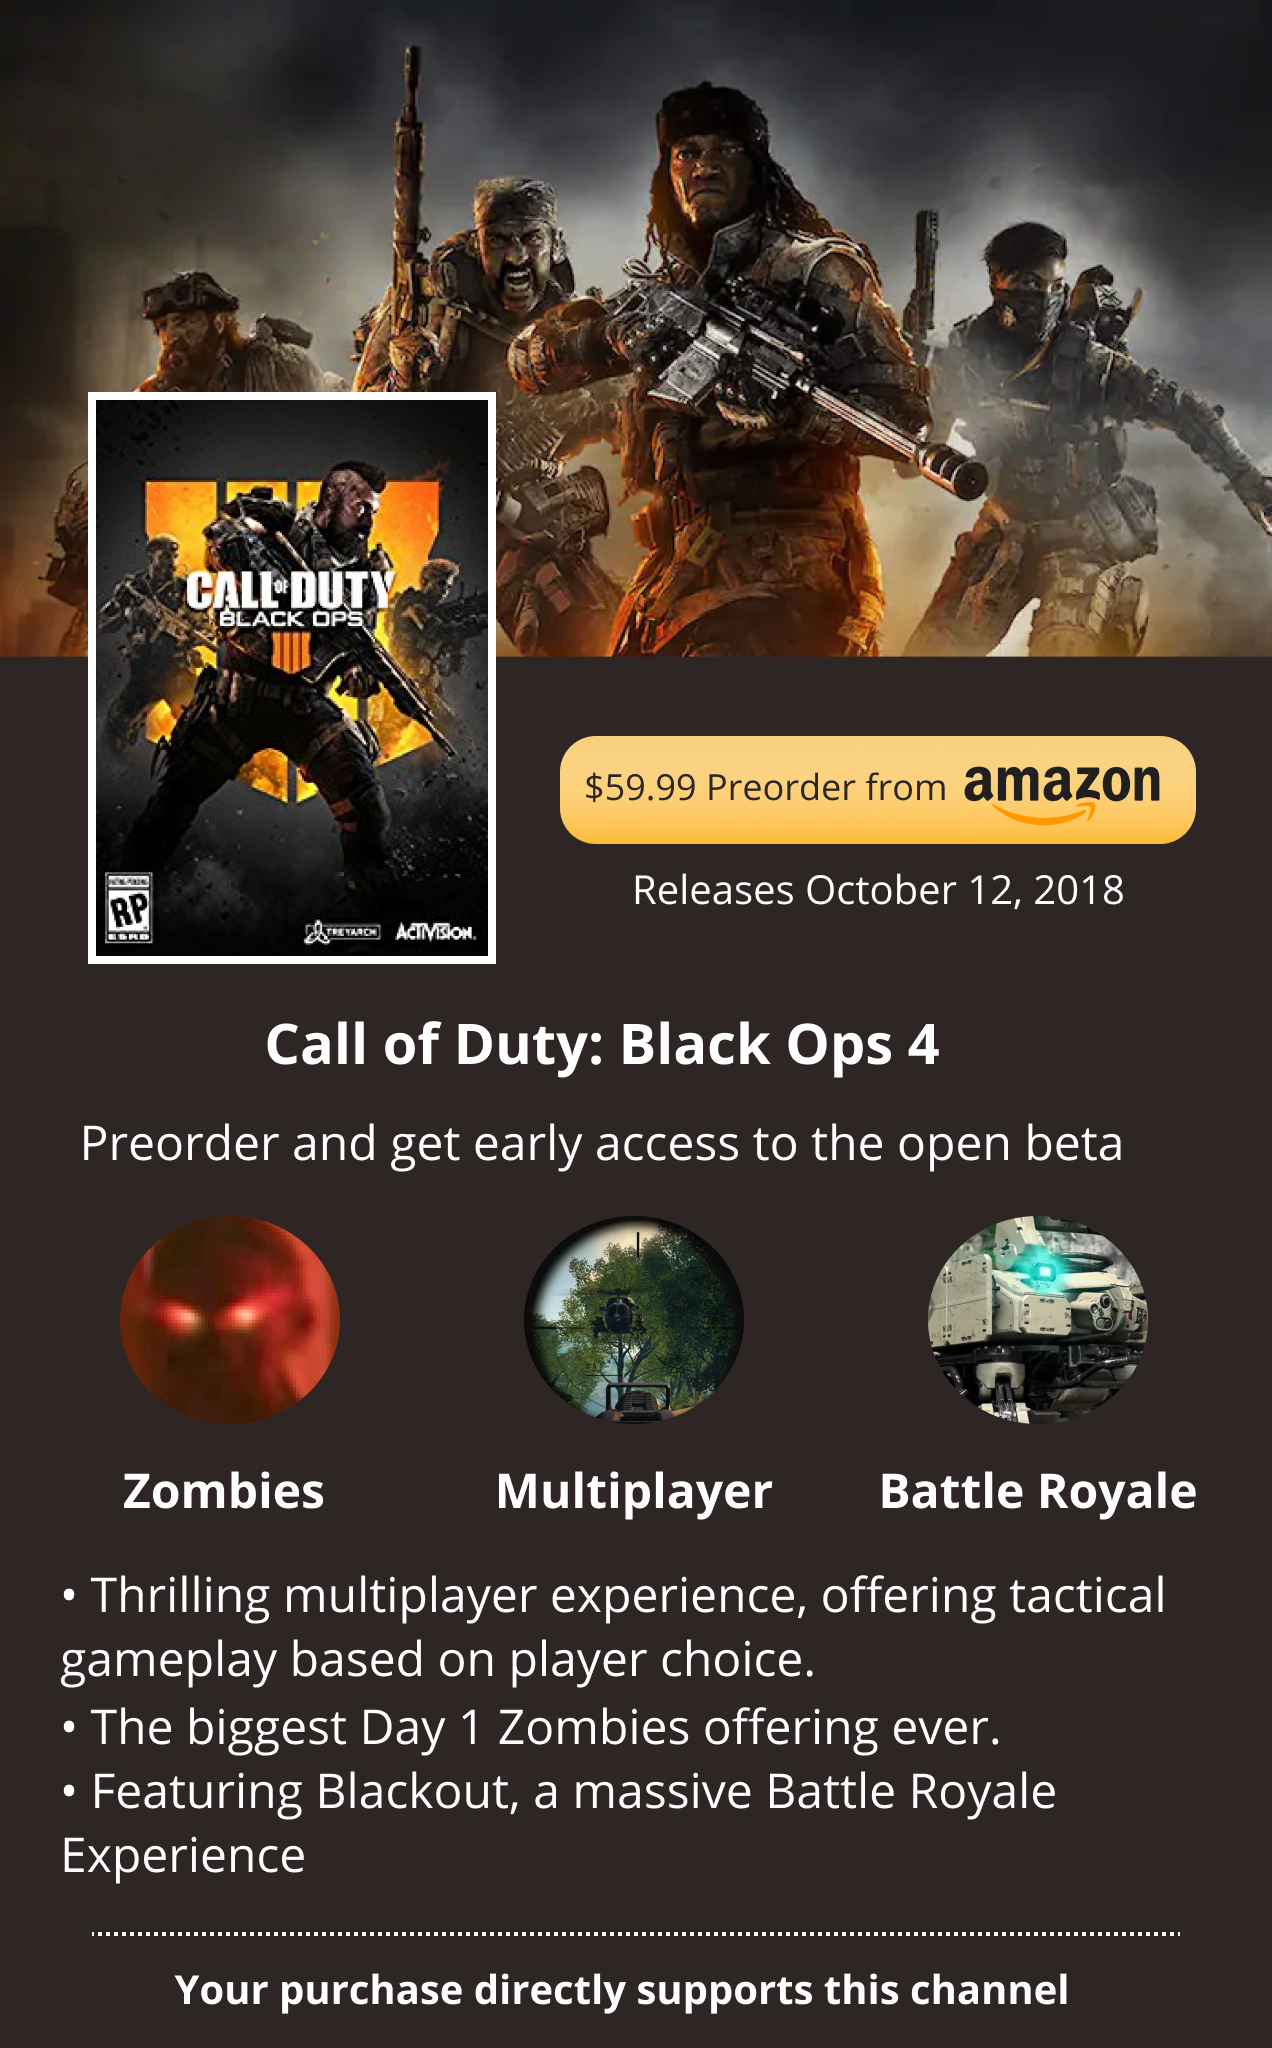 CALL OF DUTY
BLACK OPS
IIII
RATING PENDING
RP
ESRB
TREYARCH
ACTIVISION
$59.99 Preorder from amazon
Releases October 12, 2018
Call of Duty: Black Ops 4
Preorder and get early access to the open beta
Zombies
Multiplayer
Battle Royale
• Thrilling multiplayer experience, offering tactical
gameplay based on player choice.
• The biggest Day 1 Zombies offering ever.
• Featuring Blackout, a massive Battle Royale
Experience
Your purchase directly supports this channel